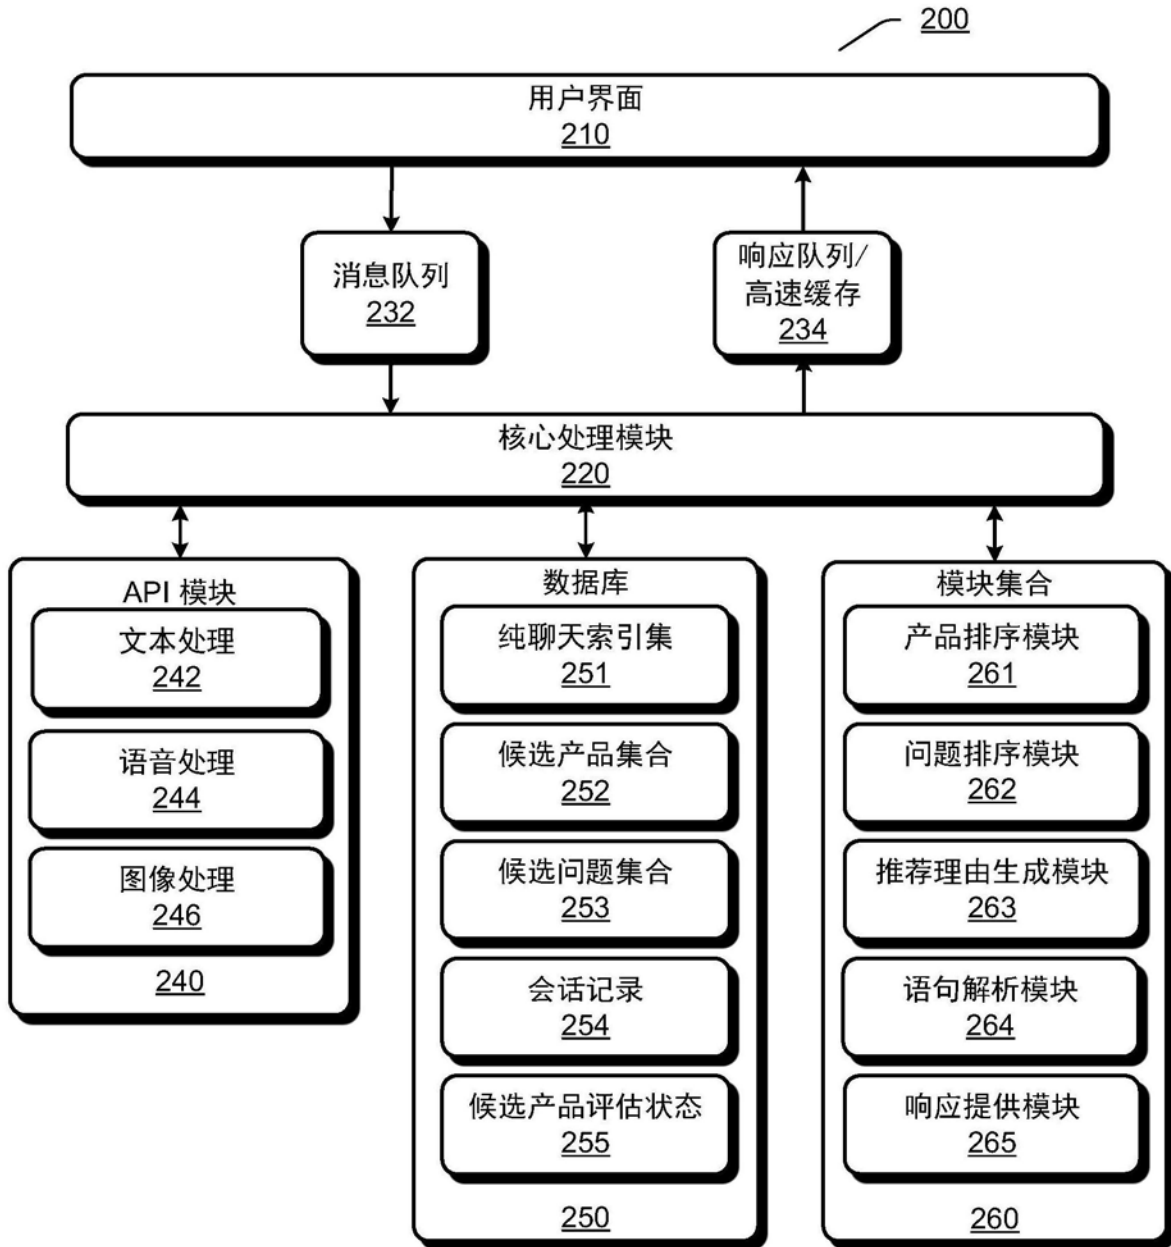 200
用户界面
210
消息队列
232
响应队列/
高速缓存
234
核心处理模块
220
API 模块
文本处理
242
语音处理
244
图像处理
246
240
数据库
纯聊天索引集
251
候选产品集合
252
候选问题集合
253
会话记录
254
候选产品评估状态
255
250
模块集合
产品排序模块
261
问题排序模块
262
推荐理由生成模块
263
语句解析模块
264
响应提供模块
265
260